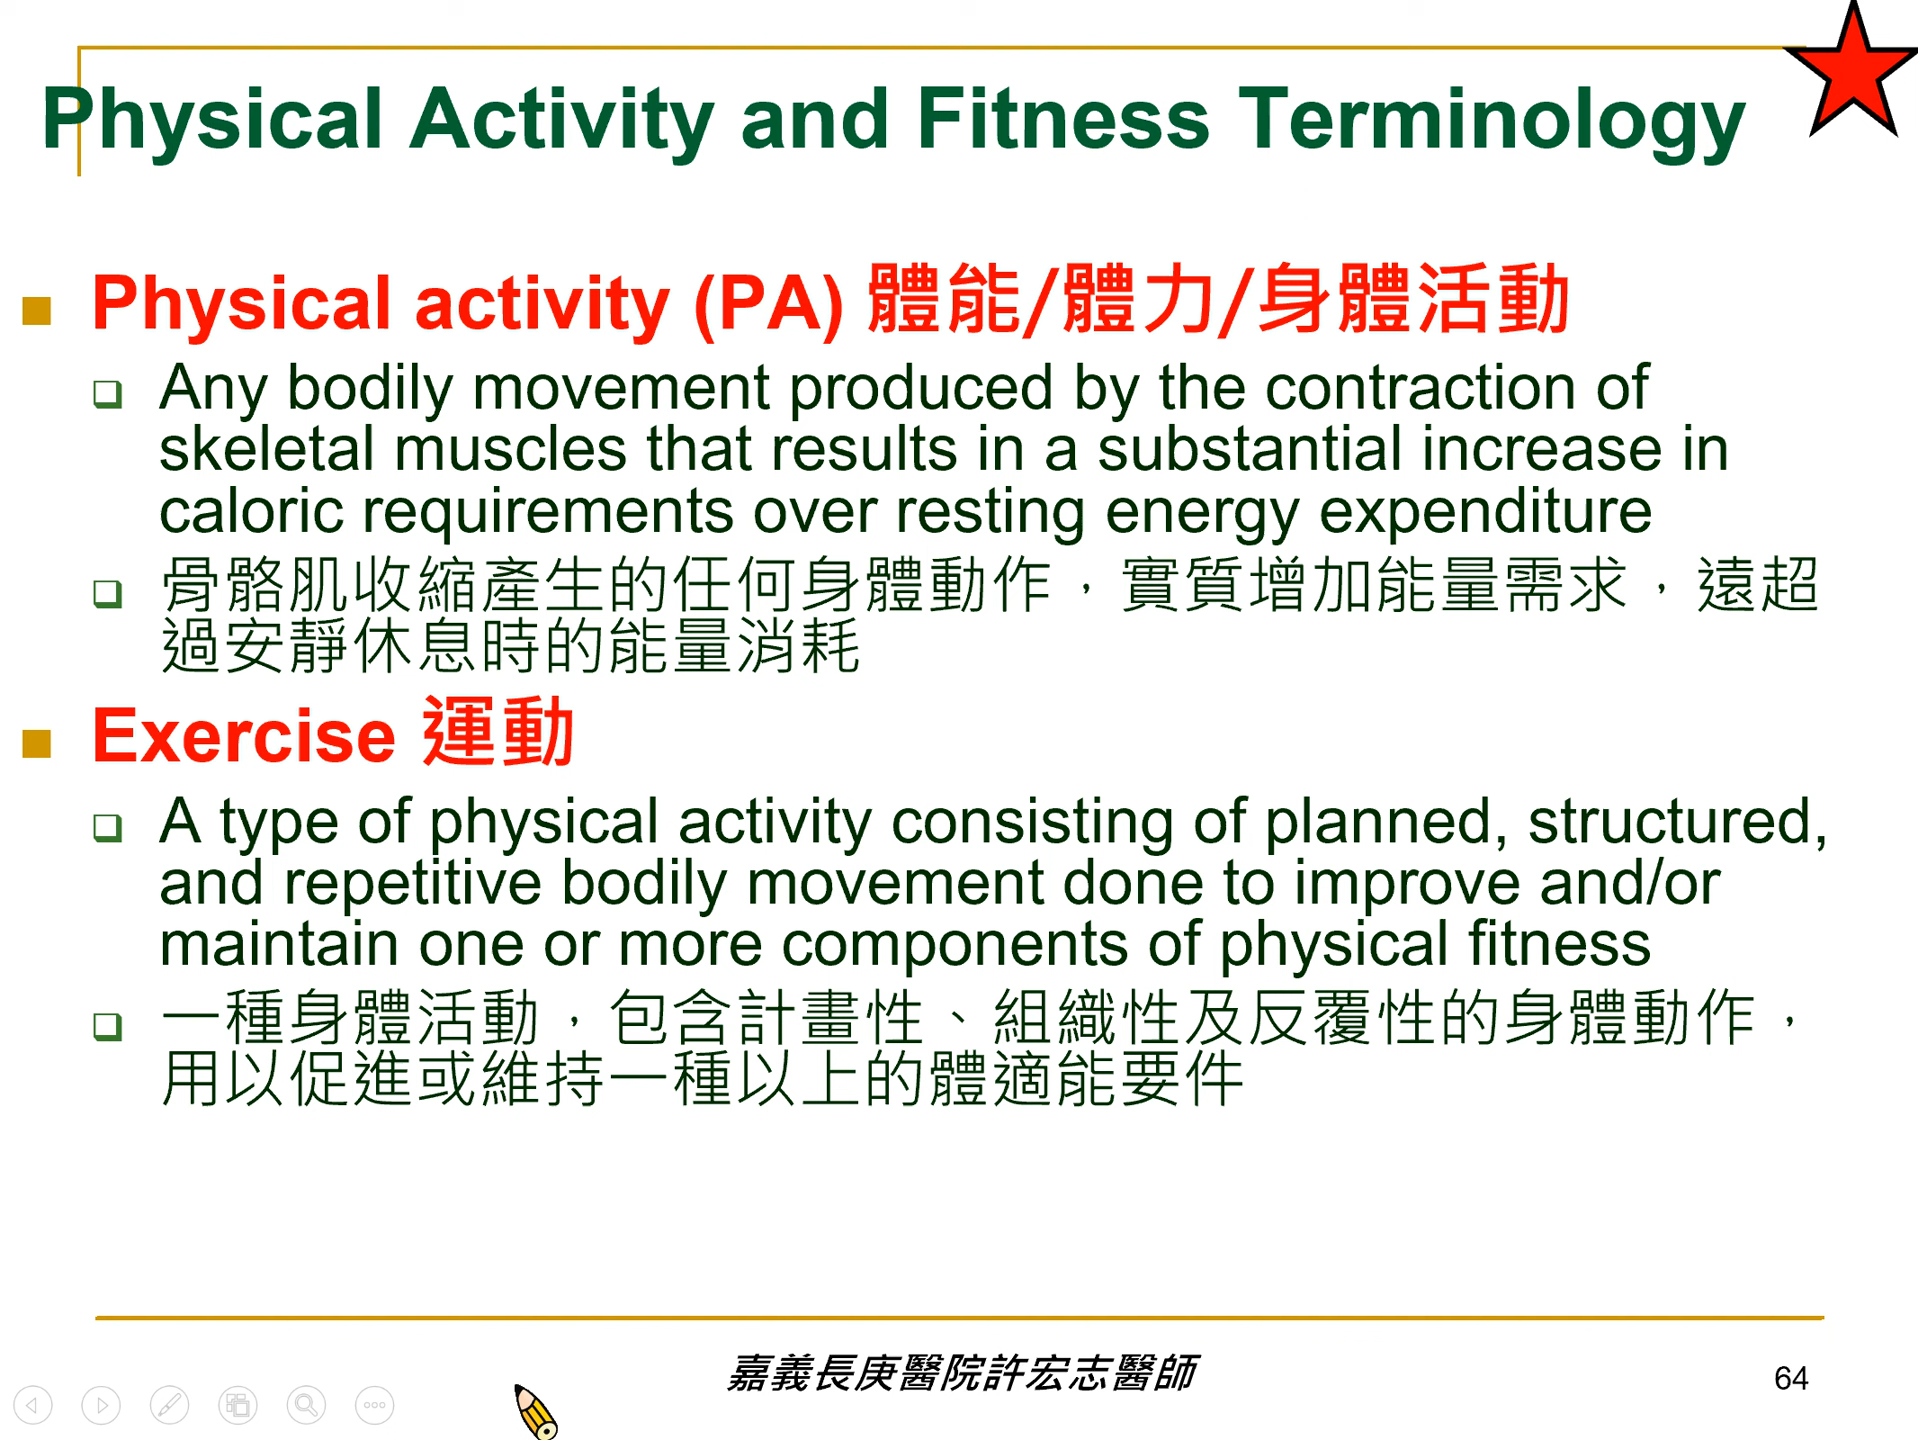 Physical Activity and Fitness Terminology
Physical activity (PA) 體能/體力/身體活動
Any bodily movement produced by the contraction of
skeletal muscles that results in a substantial increase in
caloric requirements over resting energy expenditure
骨骼肌收縮產生的任何身體動作，實質增加能量需求，遠超
過安靜休息時的能量消耗
Exercise 運動
A type of physical activity consisting of planned, structured,
and repetitive bodily movement done to improve and/or
maintain one or more components of physical fitness
一種身體活動，包含計畫性、組織性及反覆性的身體動作，
用以促進或維持一種以上的體適能要件
嘉義長庚醫院許宏志醫師
64